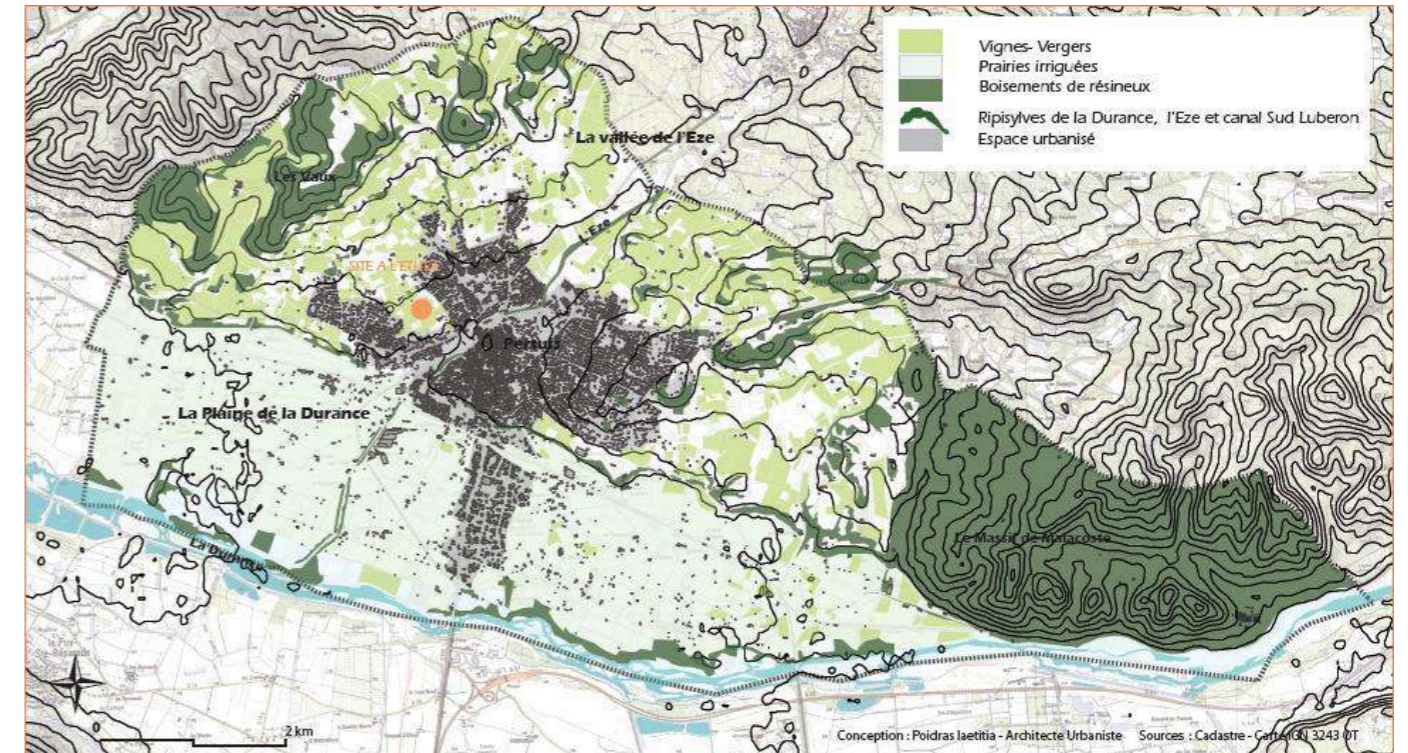 Vignes- Vergers
Prairies irriguées
Boisements de résineux
Ripisylves de la Durance, l'Eze et canal Sud Luberon
Espace urbanisé
La vallée de l'Eze
Les Vaux
L'Eze
SITE A L'ETUDE
Pertuis
La Plaine de la Durance
La Durance
Le Massif de Malacoste
0 2 km
Conception : Poidras laetitia - Architecte Urbaniste Sources : Cadastre - Carte IGN 3243 OT